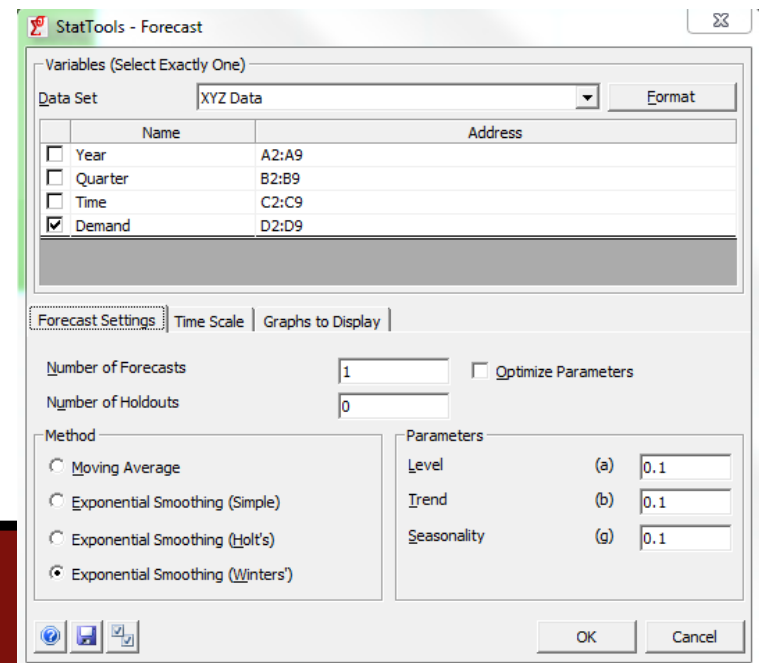 StatTools - Forecast
Variables (Select Exactly One)
Data Set XYZ Data Format
Name Address
Year A2:A9
Quarter B2:B9
Time C2:C9
Demand D2:D9
Forecast Settings Time Scale Graphs to Display
Number of Forecasts 1 Optimize Parameters
Number of Holdouts 0
Method Parameters
Moving Average Level (a) 0.1
Exponential Smoothing (Simple) Trend (b) 0.1
Exponential Smoothing (Holt's) Seasonality (g) 0.1
Exponential Smoothing (Winters')
OK Cancel